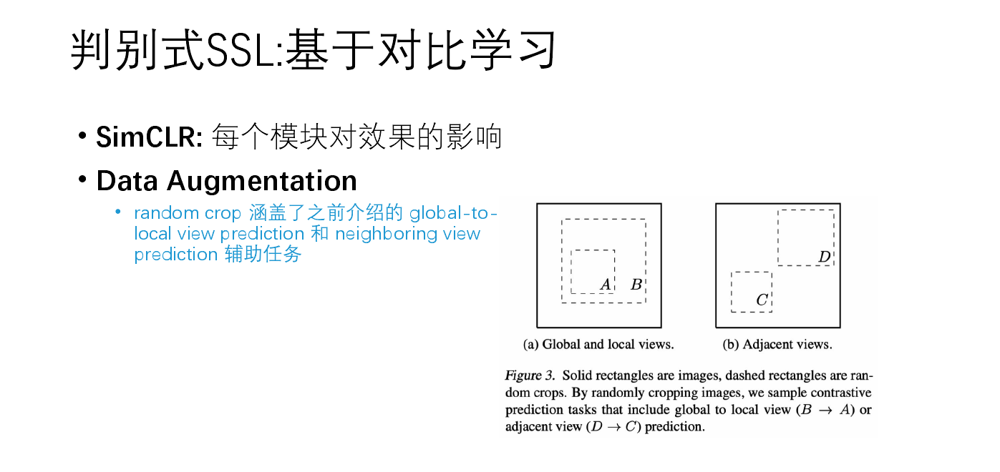 判别式SSL:基于对比学习
• SimCLR: 每个模块对效果的影响
• Data Augmentation
• random crop 涵盖了之前介绍的 global-to-
local view prediction 和 neighboring view
prediction 辅助任务
A B
D
C
(a) Global and local views.
(b) Adjacent views.
Figure 3. Solid rectangles are images, dashed rectangles are ran-
dom crops. By randomly cropping images, we sample contrastive
prediction tasks that include global to local view (B → A) or
adjacent view (D → C) prediction.